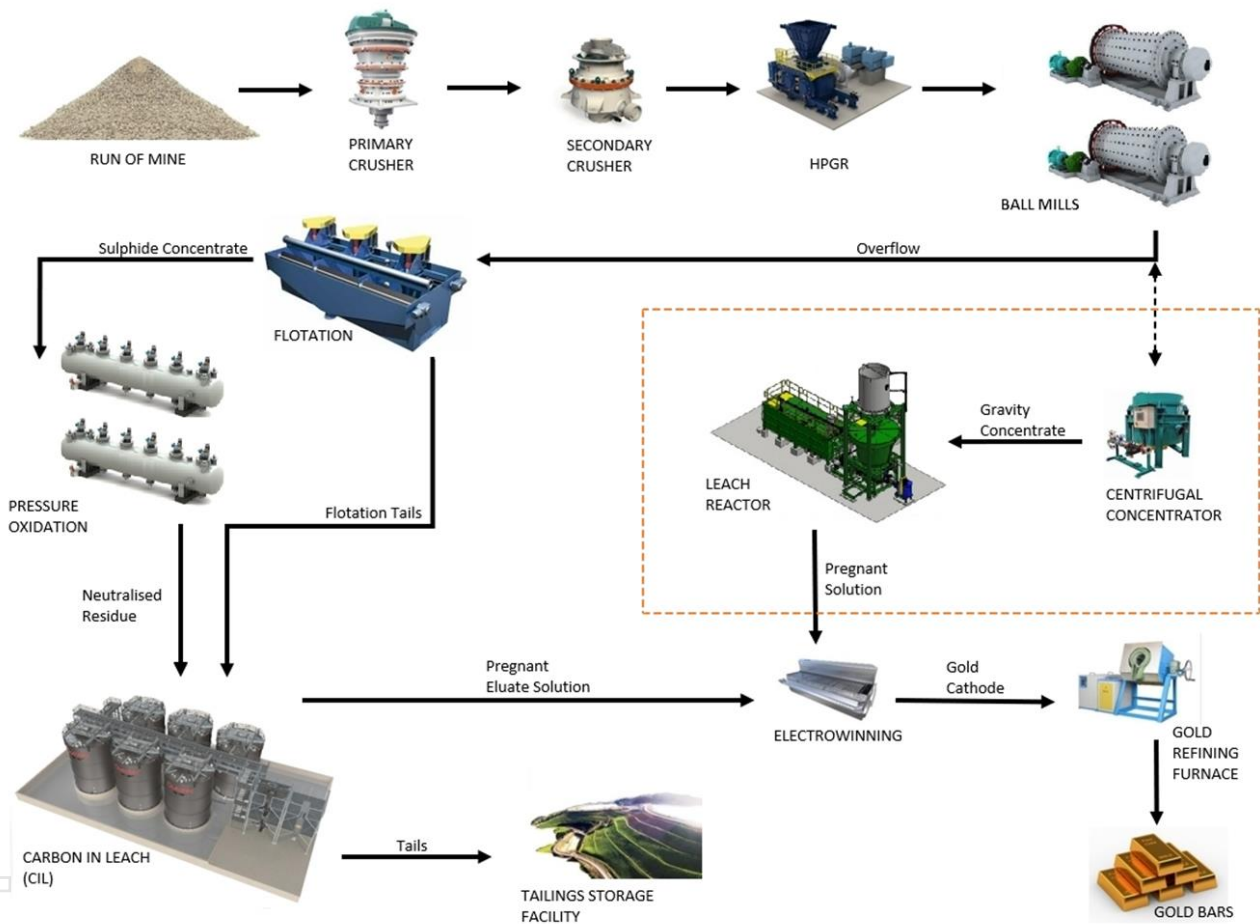 RUN OF MINE
PRIMARY
CRUSHER
SECONDARY
CRUSHER
HPGR
BALL MILLS
Sulphide Concentrate
Overflow
FLOTATION
Gravity
Concentrate
LEACH
REACTOR
CENTRIFUGAL
CONCENTRATOR
PRESSURE
OXIDATION
Flotation Tails
Pregnant
Solution
Neutralised
Residue
Pregnant
Eluate Solution
Gold
Cathode
ELECTROWINNING
GOLD
REFINING
FURNACE
CARBON IN LEACH
(CIL)
Tails
TAILINGS STORAGE
FACILITY
GOLD BARS